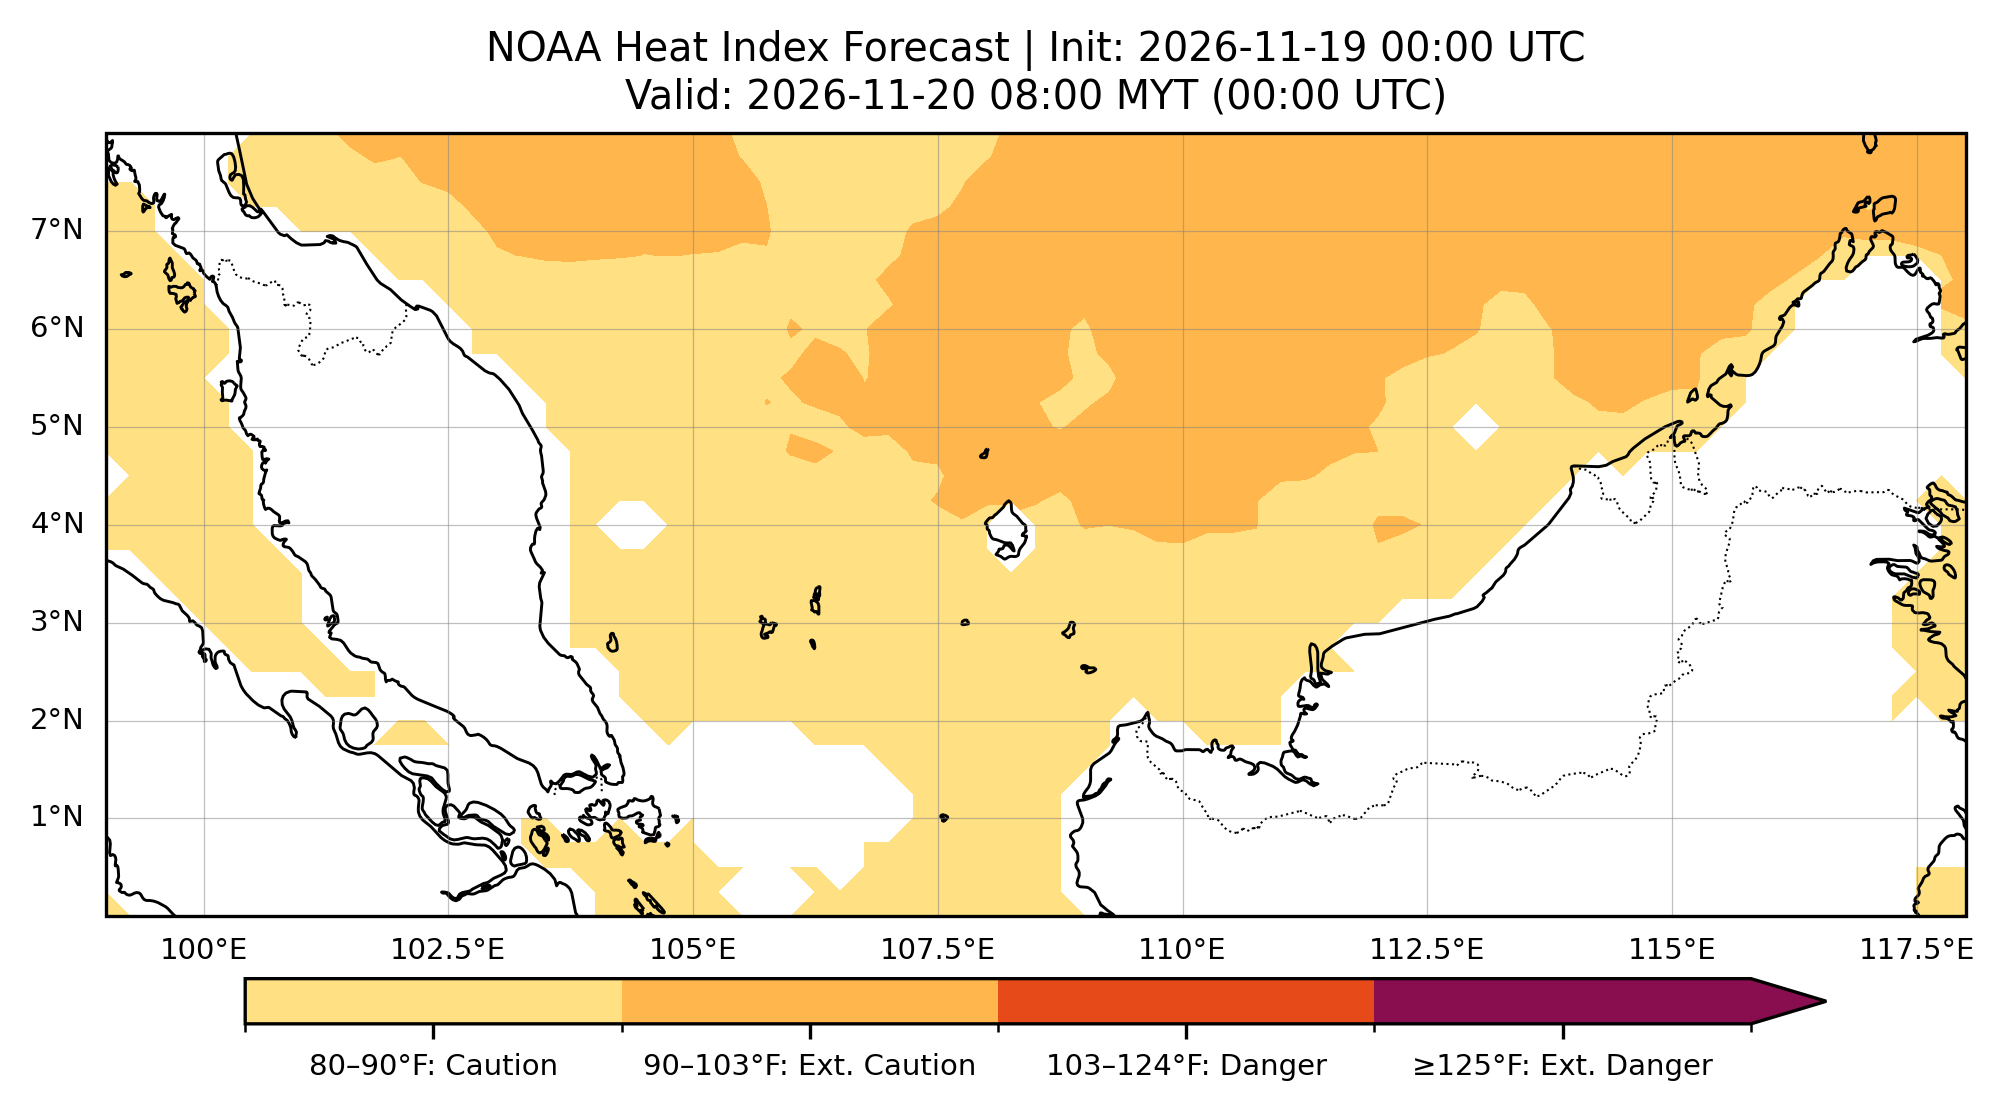 NOAA Heat Index Forecast | Init: 2026-11-19 00:00 UTC
Valid: 2026-11-20 08:00 MYT (00:00 UTC)
7°N
6°N
5°N
4°N
3°N
2°N
1°N
100°E 102.5°E 105°E 107.5°E 110°E 112.5°E 115°E 117.5°E
80–90°F: Caution 90–103°F: Ext. Caution 103–124°F: Danger ≥125°F: Ext. Danger